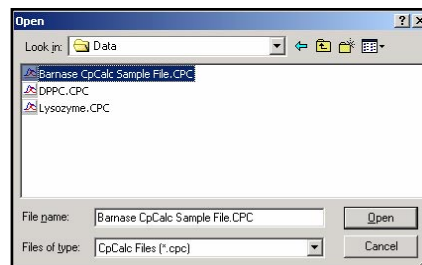 Open
Look in: Data
Barnase CpCalc Sample File.CPC
DPPC.CPC
Lysozyme.CPC
File name: Barnase CpCalc Sample File.CPC Open
Files of type: CpCalc Files (*.cpc) Cancel